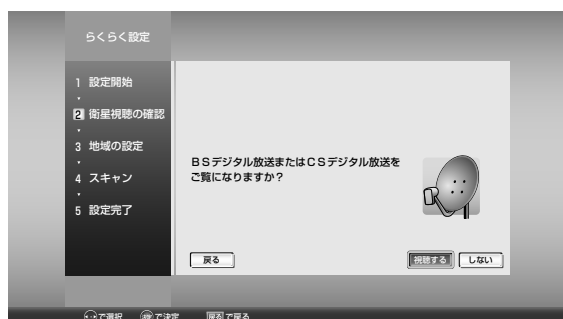 らくらく設定
1 設定開始
2 衛星視聴の確認
3 地域の設定
4 スキャン
5 設定完了
BSデジタル放送またはCSデジタル放送を
ご覧になりますか？
戻る
視聴する
しない
で選択 で決定 戻る で戻る